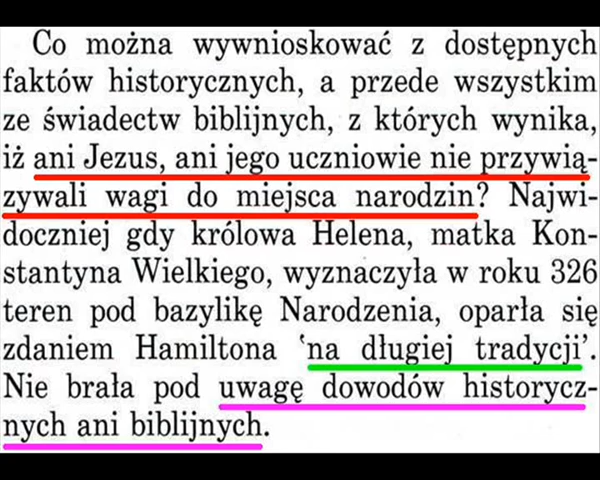 Co można wywnioskować z dostępnych
faktów historycznych, a przede wszystkim
ze świadectw biblijnych, z których wynika,
iż ani Jezus, ani jego uczniowie nie przywią-
zywali wagi do miejsca narodzin? Najwi-
doczniej gdy królowa Helena, matka Kon-
stantyna Wielkiego, wyznaczyła w roku 326
teren pod bazylikę Narodzenia, oparła się
zdaniem Hamiltona ‛na długiej tradycji’.
Nie brała pod uwagę dowodów historycz-
nych ani biblijnych.